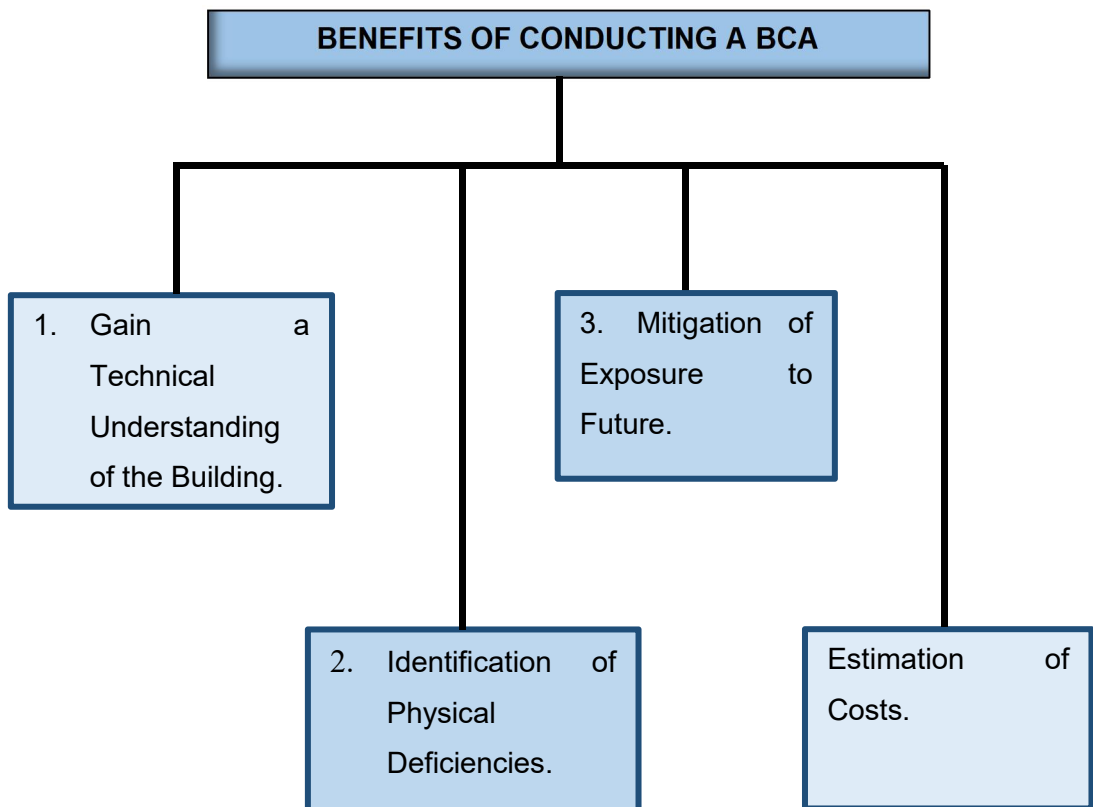 BENEFITS OF CONDUCTING A BCA
1. Gain a
Technical
Understanding
of the Building.
2. Identification of
Physical
Deficiencies.
3. Mitigation of
Exposure to
Future.
Estimation of
Costs.